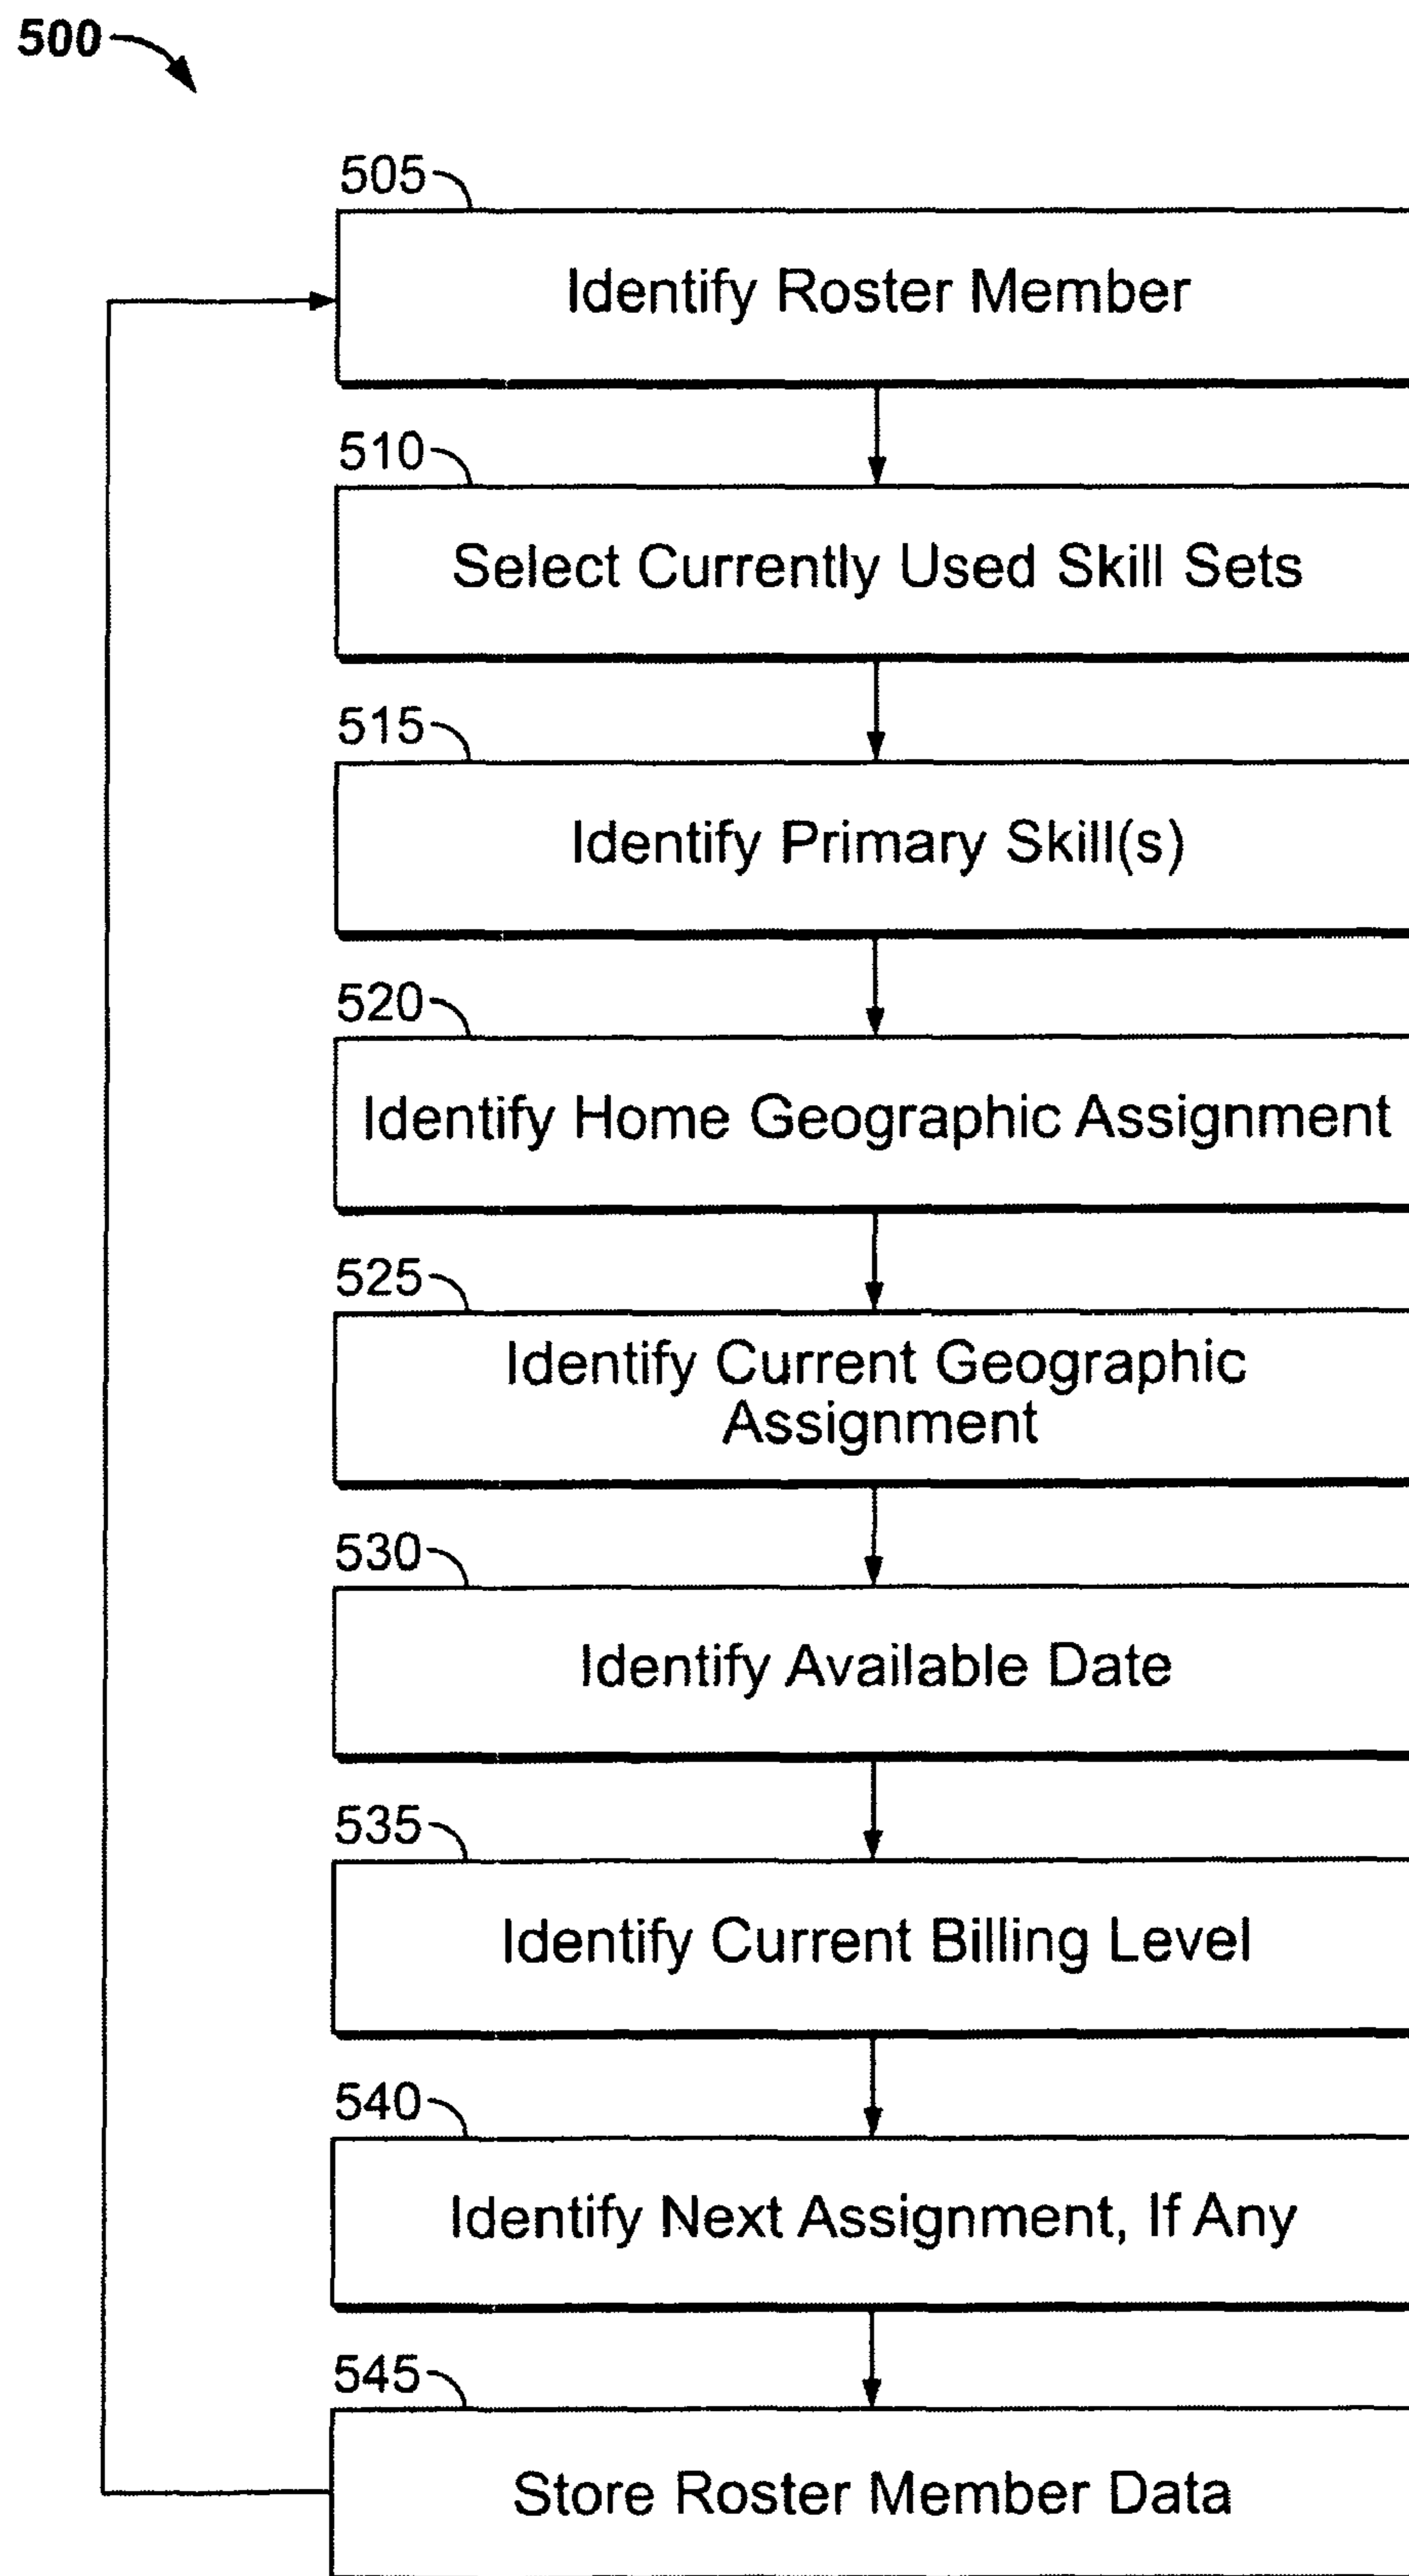 500
505
Identify Roster Member
510
Select Currently Used Skill Sets
515
Identify Primary Skill(s)
520
Identify Home Geographic Assignment
525
Identify Current Geographic
Assignment
530
Identify Available Date
535
Identify Current Billing Level
540
Identify Next Assignment, If Any
545
Store Roster Member Data